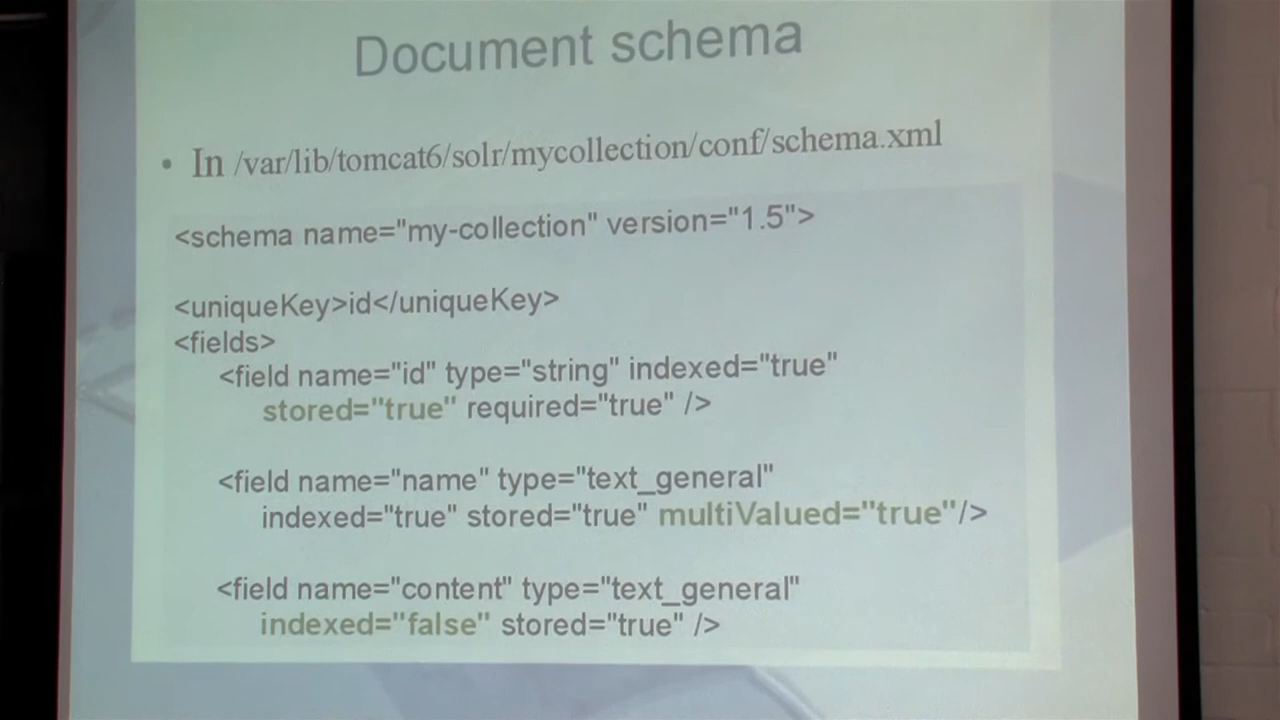 Document schema
• In /var/lib/tomcat6/solr/mycollection/conf/schema.xml
<schema name="my-collection" version="1.5">
<uniqueKey>id</uniqueKey>
<fields>
<field name="id" type="string" indexed="true"
stored="true" required="true" />
<field name="name" type="text_general"
indexed="true" stored="true" multiValued="true"/>
<field name="content" type="text_general"
indexed="false" stored="true" />